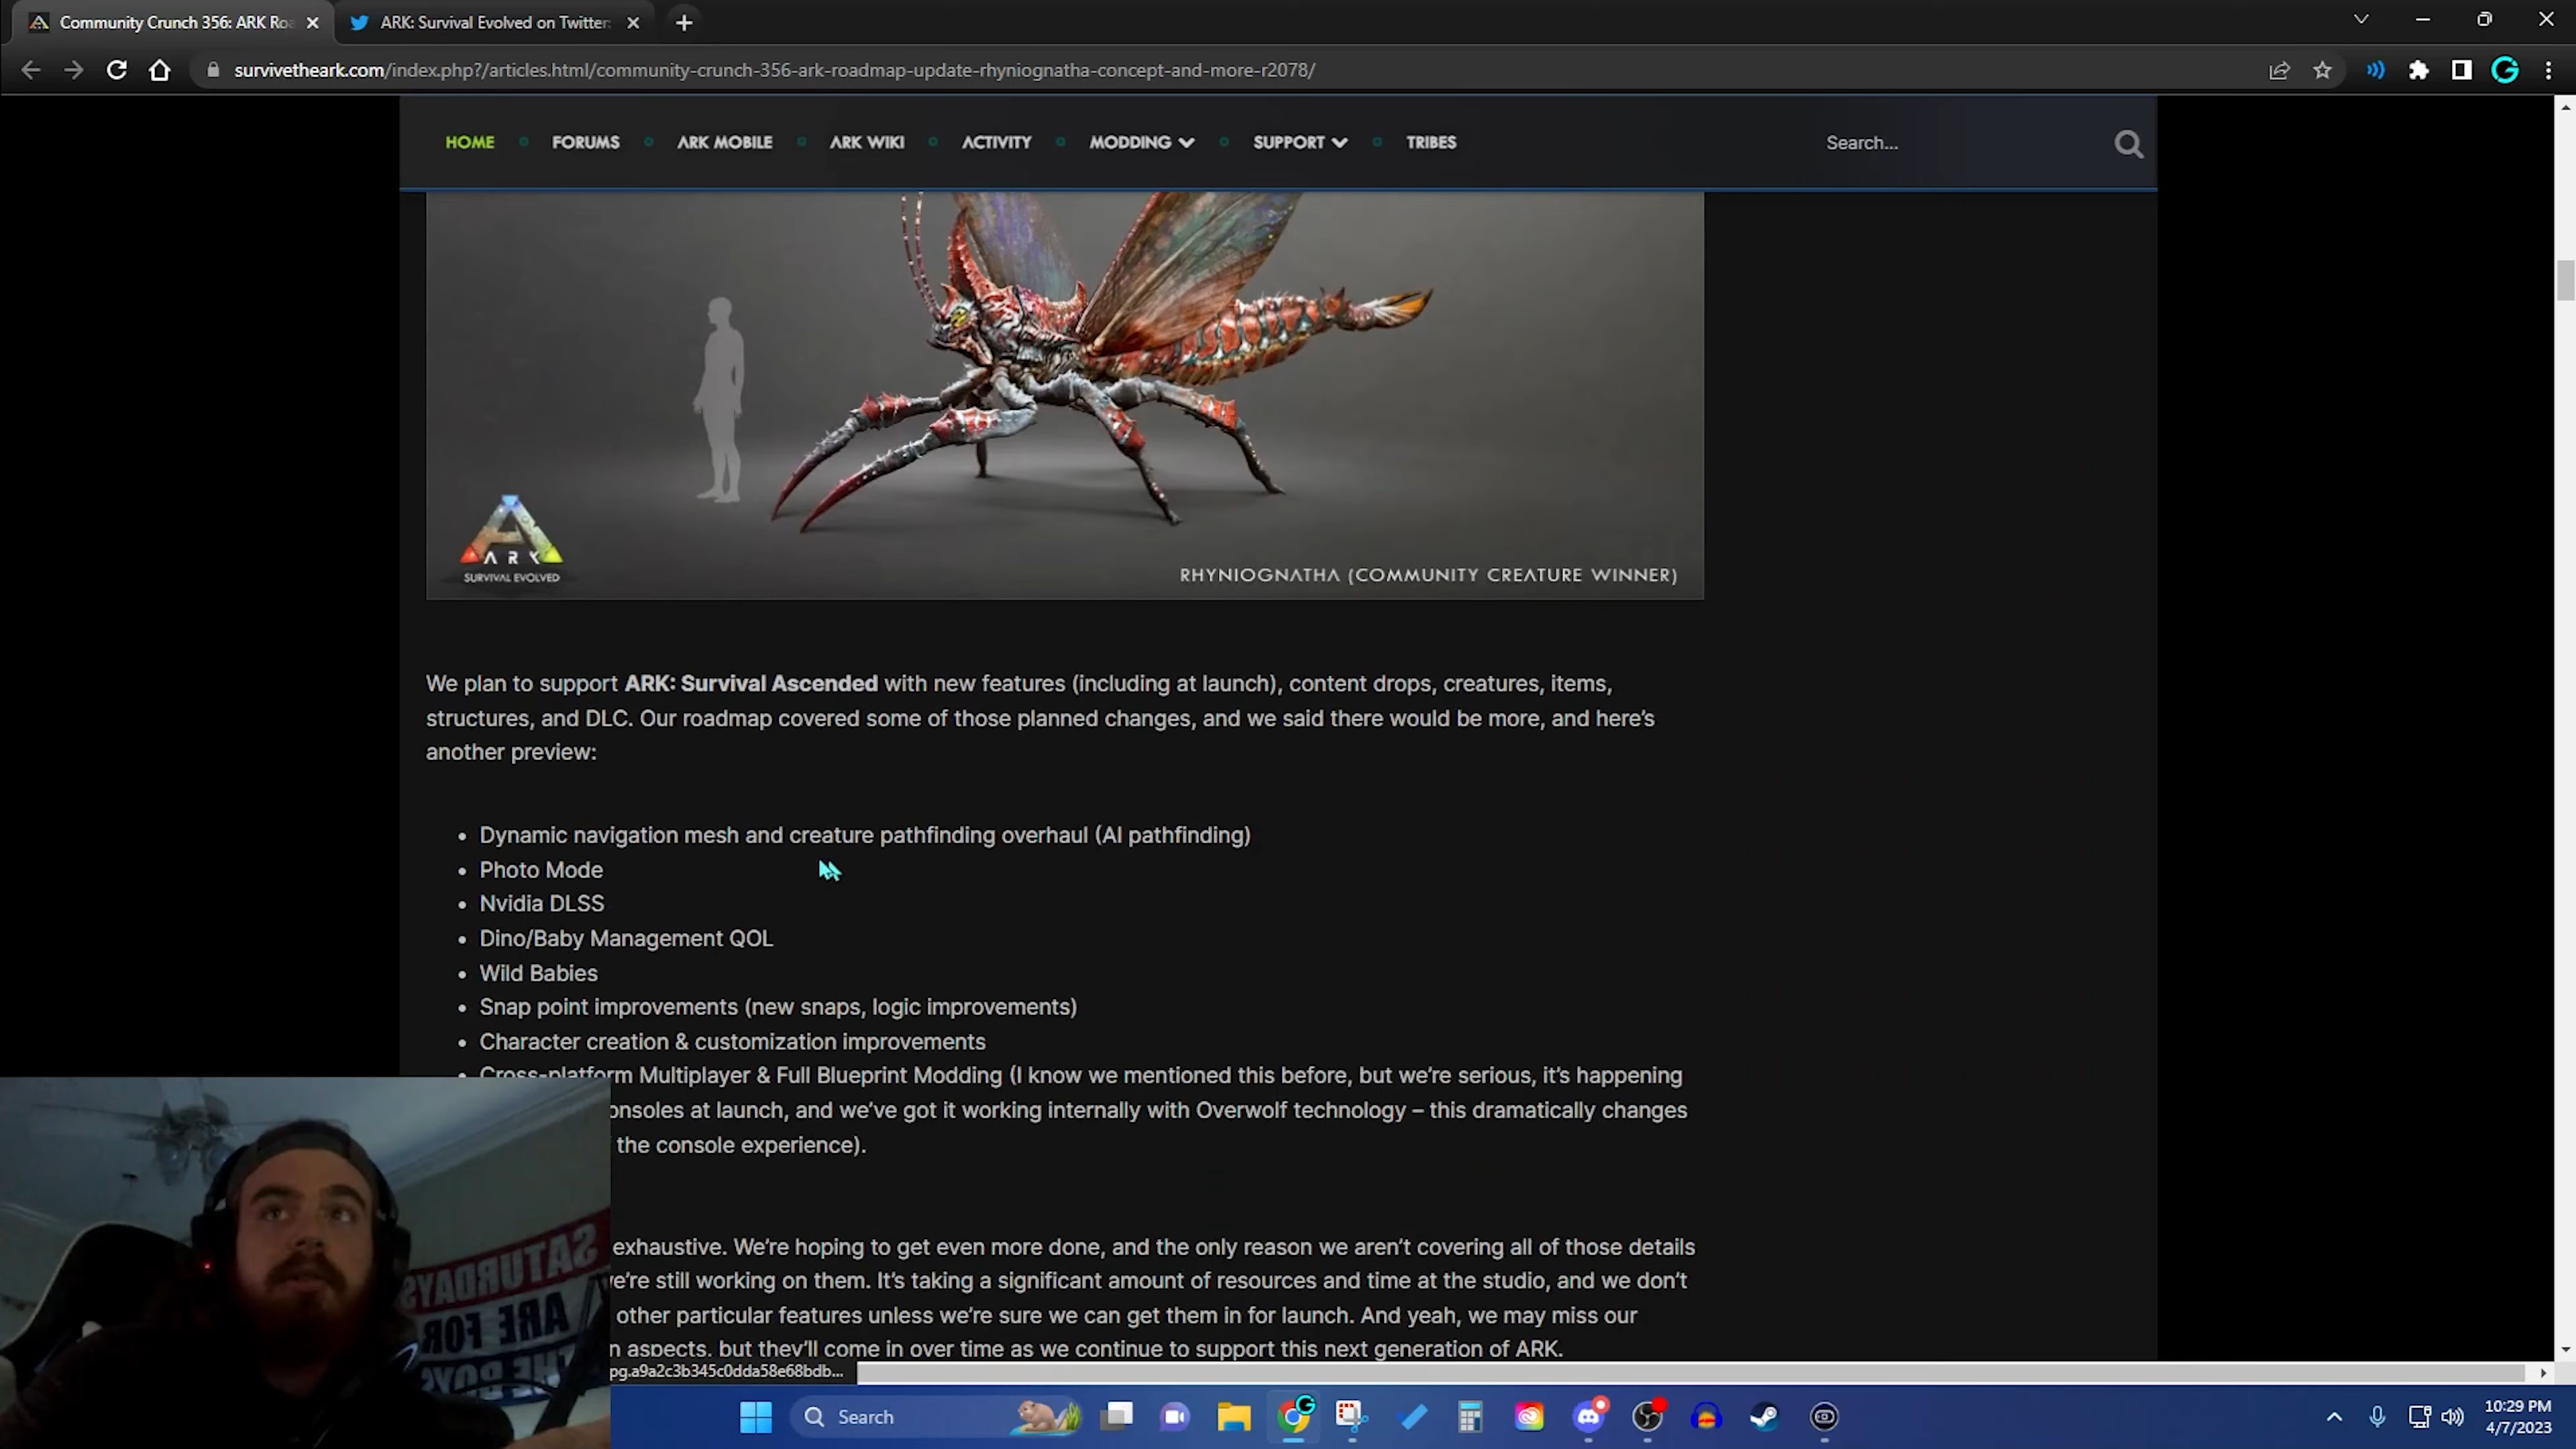 Community Crunch 356: ARK Roa
ARK: Survival Evolved on Twitter:
survivetheark.com/index.php?/articles.html/community-crunch-356-ark-roadmap-update-rhyniognatha-concept-and-more-r2078/
HOME
FORUMS
ARK MOBILE
ARK WIKI
ACTIVITY
MODDING
SUPPORT
TRIBES
Search...
ARK
SURVIVAL EVOLVED
RHYNIOGNATHA (COMMUNITY CREATURE WINNER)
We plan to support ARK: Survival Ascended with new features (including at launch), content drops, creatures, items,
structures, and DLC. Our roadmap covered some of those planned changes, and we said there would be more, and here's
another preview:
• Dynamic navigation mesh and creature pathfinding overhaul (AI pathfinding)
• Photo Mode
• Nvidia DLSS
• Dino/Baby Management QOL
• Wild Babies
• Snap point improvements (new snaps, logic improvements)
• Character creation & customization improvements
• Cross-platform Multiplayer & Full Blueprint Modding (I know we mentioned this before, but we're serious, it's happening
onsoles at launch, and we've got it working internally with Overwolf technology – this dramatically changes
the console experience).
exhaustive. We're hoping to get even more done, and the only reason we aren't covering all of those details
e're still working on them. It's taking a significant amount of resources and time at the studio, and we don't
other particular features unless we're sure we can get them in for launch. And yeah, we may miss our
n aspects, but they'll come in over time as we continue to support this next generation of ARK.
pg.a9a2c3b345c0dda58e68bdb...
SATURDAYS
ARE FOR
THE BOYS
Search
10:29 PM
4/7/2023